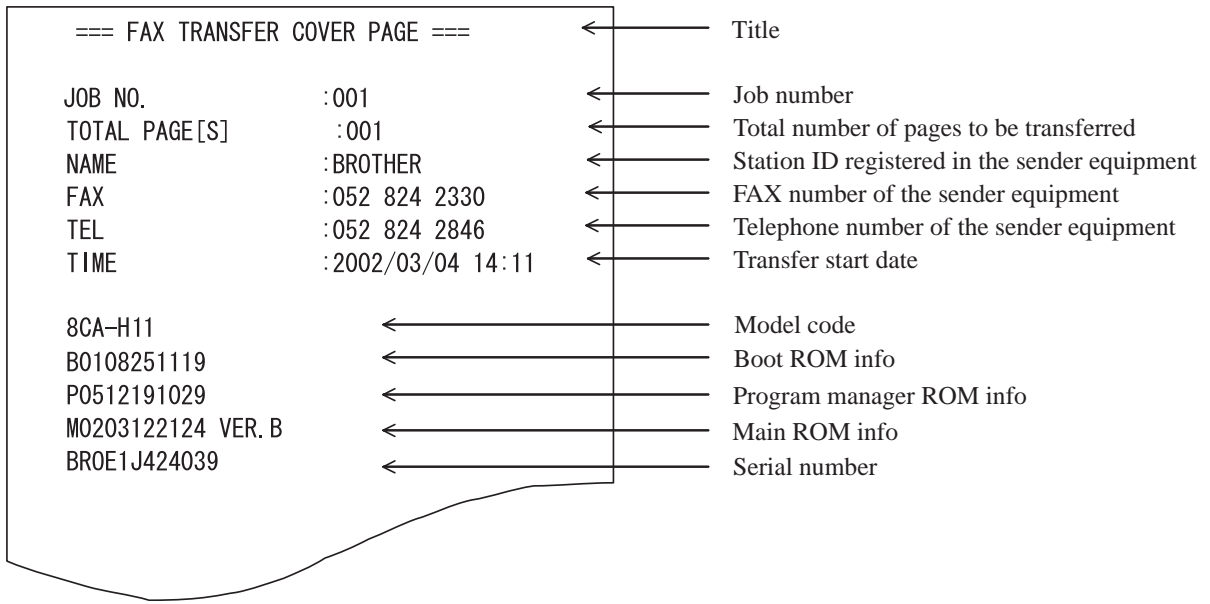 === FAX TRANSFER COVER PAGE === Title
JOB NO. :001 Job number
TOTAL PAGE[S] :001 Total number of pages to be transferred
NAME :BROTHER Station ID registered in the sender equipment
FAX :052 824 2330 FAX number of the sender equipment
TEL :052 824 2846 Telephone number of the sender equipment
TIME :2002/03/04 14:11 Transfer start date
8CA-H11 Model code
B0108251119 Boot ROM info
P0512191029 Program manager ROM info
M0203122124 VER.B Main ROM info
BROE1J424039 Serial number